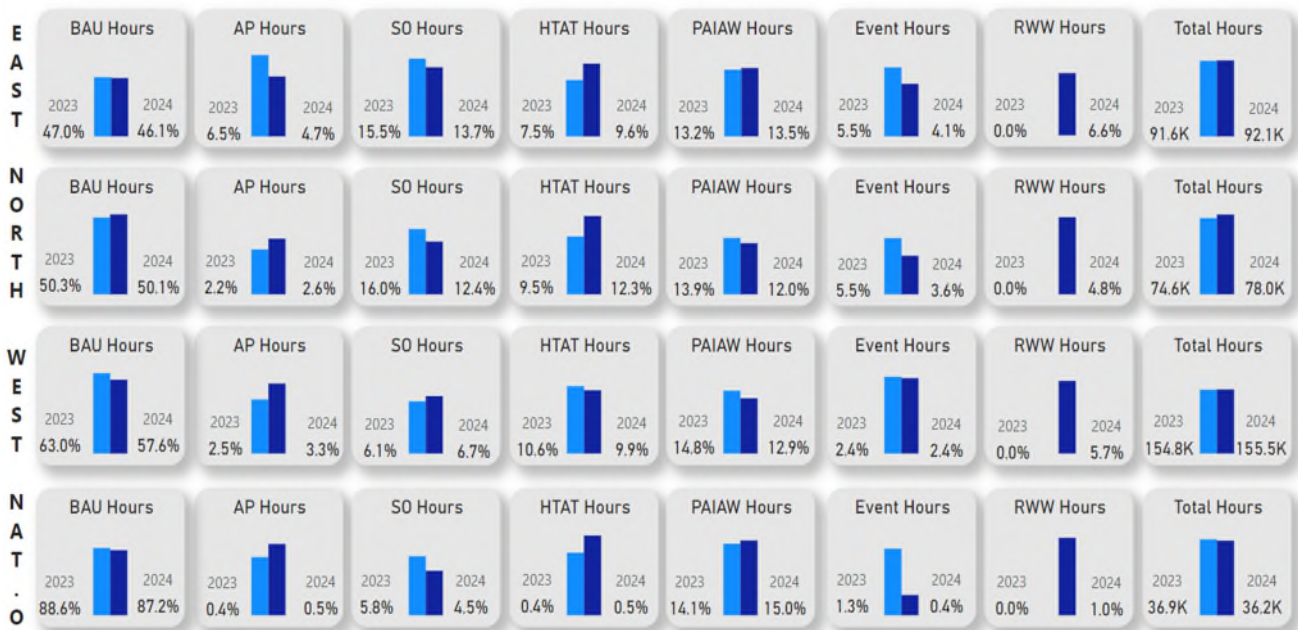 EAST
BAU Hours AP Hours SO Hours HTAT Hours PAIAW Hours Event Hours RWW Hours Total Hours
2023 2024 2023 2024 2023 2024 2023 2024 2023 2024 2023 2024 2023 2024 2023 2024
47.0% 46.1% 6.5% 4.7% 15.5% 13.7% 7.5% 9.6% 13.2% 13.5% 5.5% 4.1% 0.0% 6.6% 91.6K 92.1K
NORTH
BAU Hours AP Hours SO Hours HTAT Hours PAIAW Hours Event Hours RWW Hours Total Hours
2023 2024 2023 2024 2023 2024 2023 2024 2023 2024 2023 2024 2023 2024 2023 2024
50.3% 50.1% 2.2% 2.6% 16.0% 12.4% 9.5% 12.3% 13.9% 12.0% 5.5% 3.6% 0.0% 4.8% 74.6K 78.0K
WEST
BAU Hours AP Hours SO Hours HTAT Hours PAIAW Hours Event Hours RWW Hours Total Hours
2023 2024 2023 2024 2023 2024 2023 2024 2023 2024 2023 2024 2023 2024 2023 2024
63.0% 57.6% 2.5% 3.3% 6.1% 6.7% 10.6% 9.9% 14.8% 12.9% 2.4% 2.4% 0.0% 5.7% 154.8K 155.5K
NAT.O
BAU Hours AP Hours SO Hours HTAT Hours PAIAW Hours Event Hours RWW Hours Total Hours
2023 2024 2023 2024 2023 2024 2023 2024 2023 2024 2023 2024 2023 2024 2023 2024
88.6% 87.2% 0.4% 0.5% 5.8% 4.5% 0.4% 0.5% 14.1% 15.0% 1.3% 0.4% 0.0% 1.0% 36.9K 36.2K